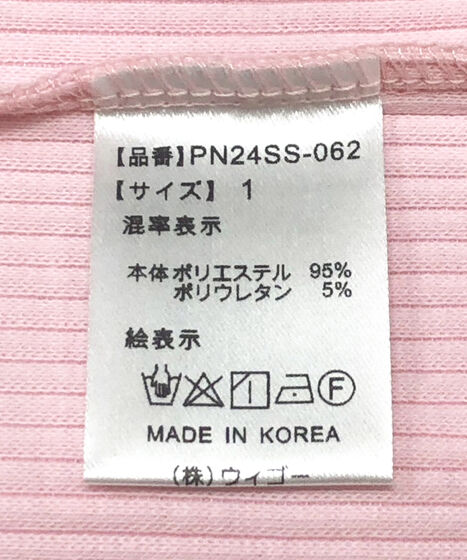 【品番】PN24SS-062
【サイズ】 1
混率表示
本体 ポリエステル 95%
ポリウレタン 5%
絵表示
F
MADE IN KOREA
(株)ウィゴー